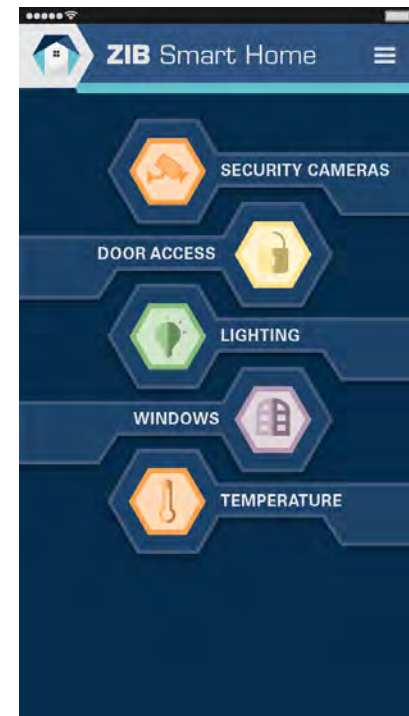 ZIB Smart Home
SECURITY CAMERAS
DOOR ACCESS
LIGHTING
WINDOWS
TEMPERATURE